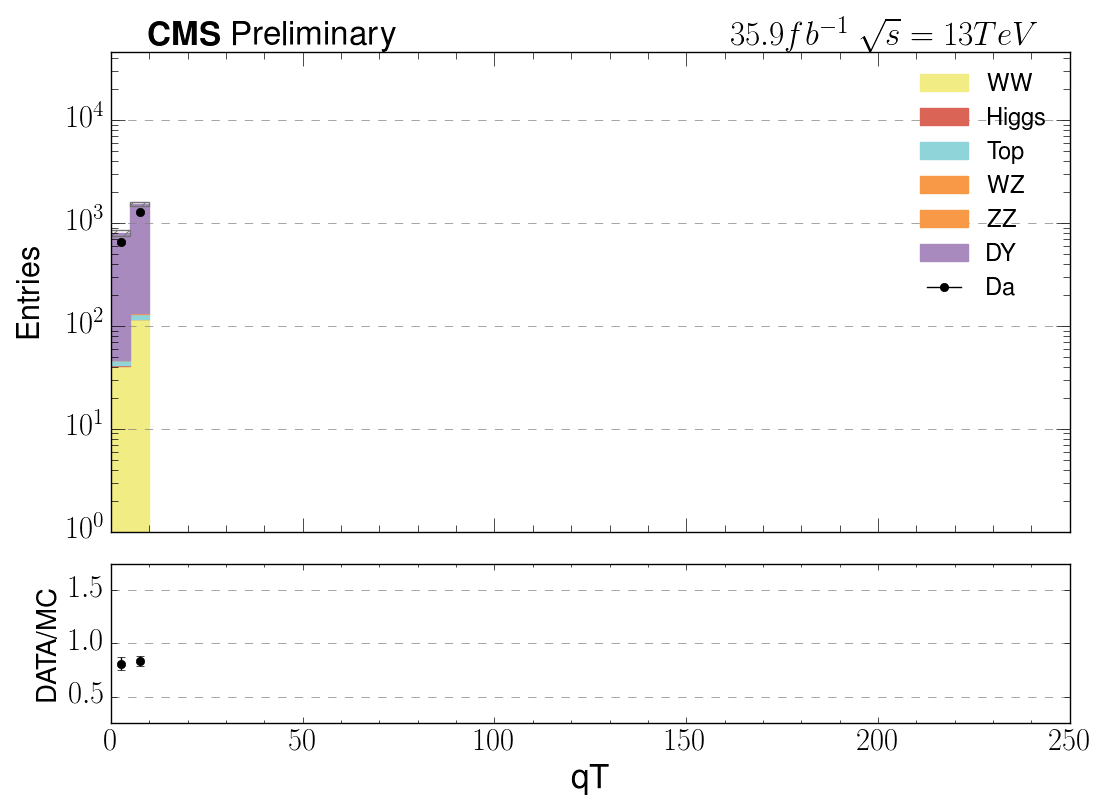 CMS Preliminary 35.9fb⁻¹ √s = 13TeV
WW
Higgs
Top
WZ
ZZ
DY
Da
10⁴
10³
10²
10¹
10⁰
Entries
1.5
1.0
0.5
DATA/MC
0 50 100 150 200 250
qT